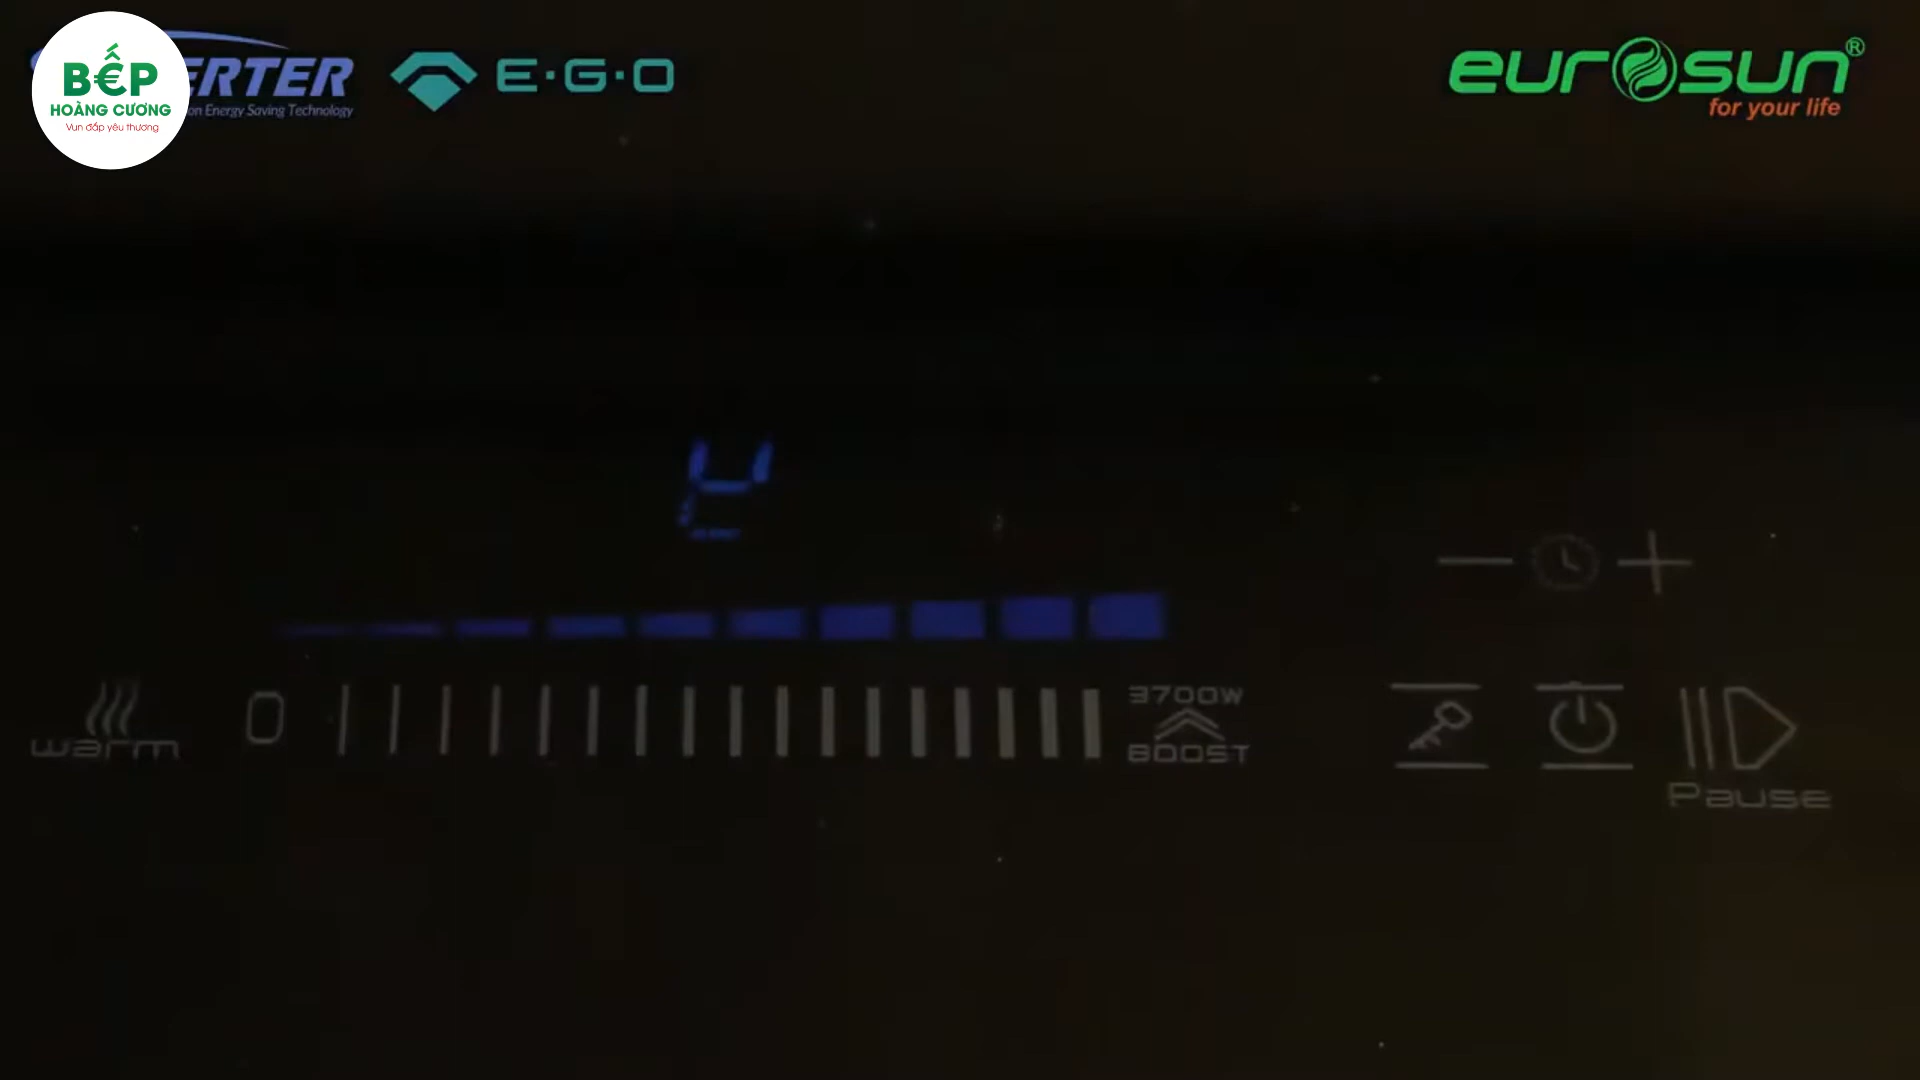 BẾP
HOÀNG CƯƠNG
Vun đắp yêu thương
ERTER
on Energy Saving Technology
E·G·O
eurosun®
for your life
warm
0
3700W
BOOST
Pause